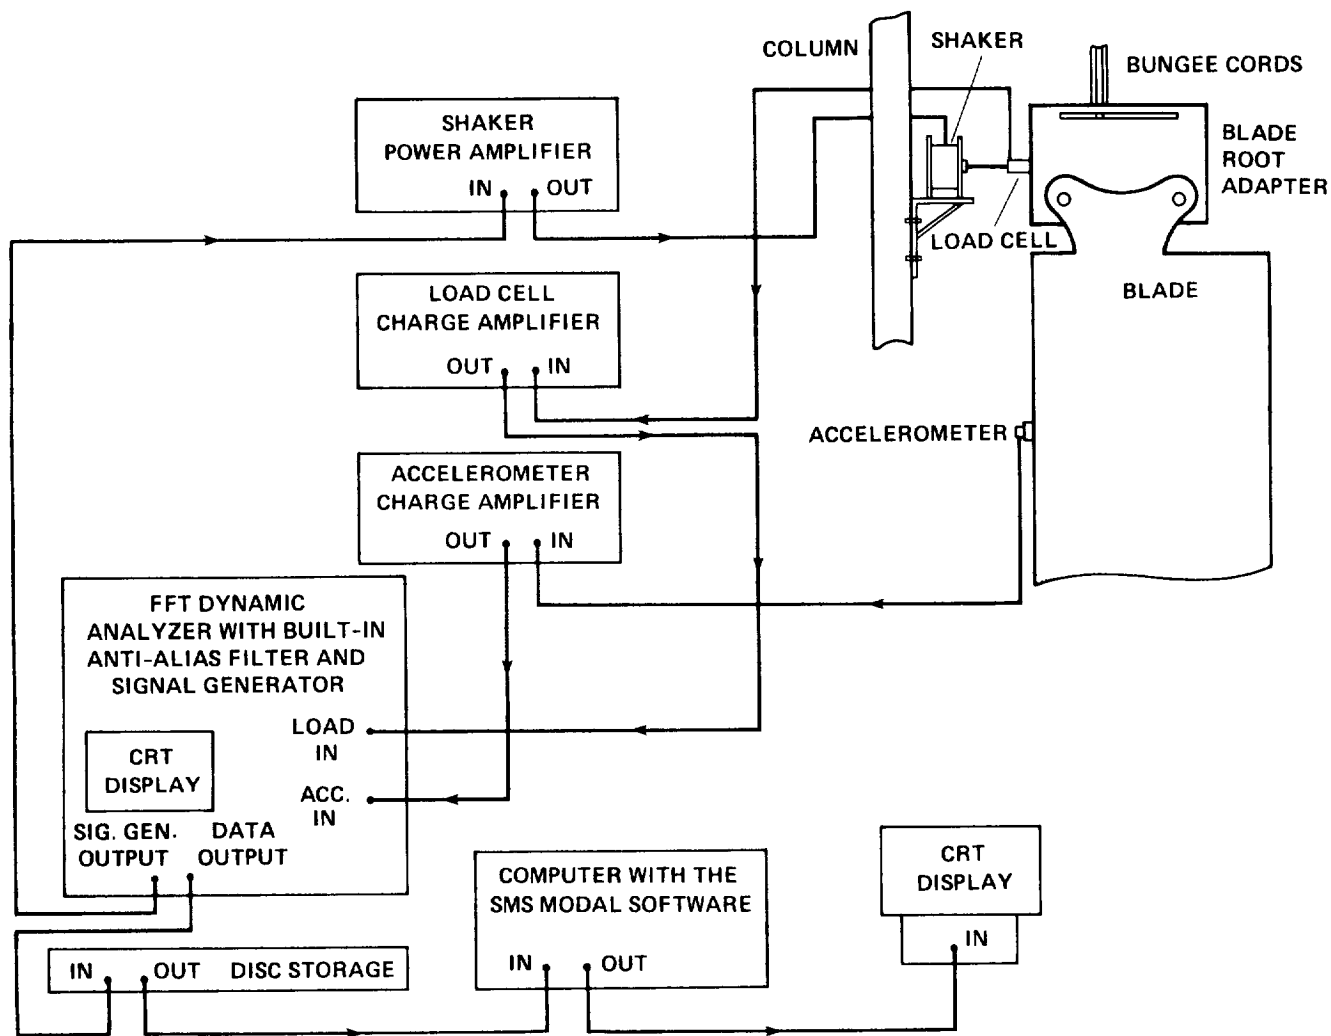 COLUMN
SHAKER
BUNGEE CORDS
SHAKER
POWER AMPLIFIER
IN
OUT
BLADE
ROOT
ADAPTER
LOAD CELL
BLADE
LOAD CELL
CHARGE AMPLIFIER
OUT
IN
ACCELEROMETER
ACCELEROMETER
CHARGE AMPLIFIER
OUT
IN
FFT DYNAMIC
ANALYZER WITH BUILT-IN
ANTI-ALIAS FILTER AND
SIGNAL GENERATOR
LOAD
IN
CRT
DISPLAY
ACC.
IN
SIG. GEN.
OUTPUT
DATA
OUTPUT
COMPUTER WITH THE
SMS MODAL SOFTWARE
IN
OUT
CRT
DISPLAY
IN
IN
OUT
DISC STORAGE